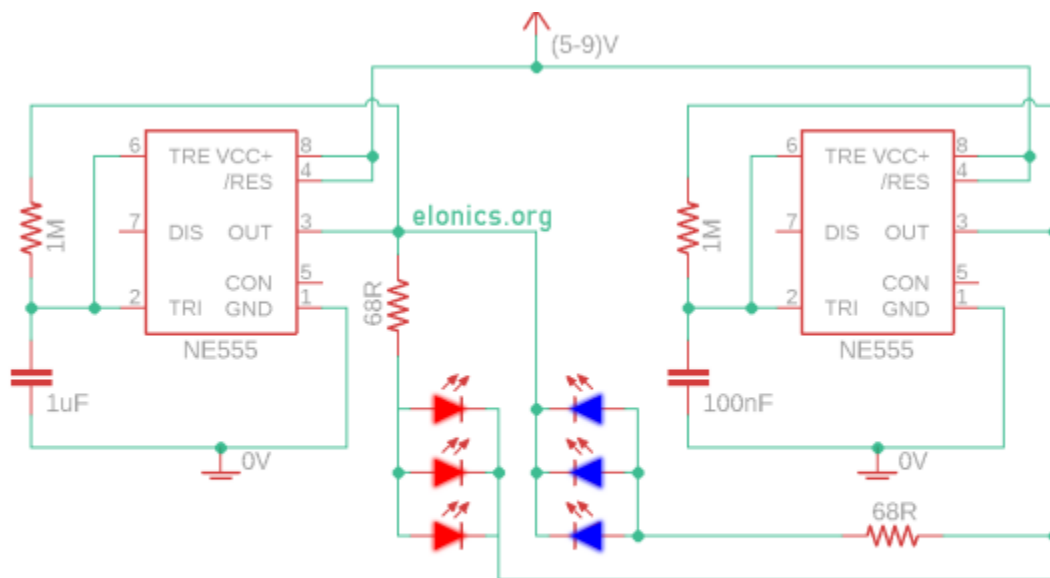 (5-9)V
6 TRE VCC+ 8
/RES 4
1M
7 DIS OUT 3
CON 5
2 TRI GND 1
NE555
1uF
0V
elonics.org
68R
6 TRE VCC+ 8
/RES 4
1M
7 DIS OUT 3
CON 5
2 TRI GND 1
NE555
100nF
0V
68R